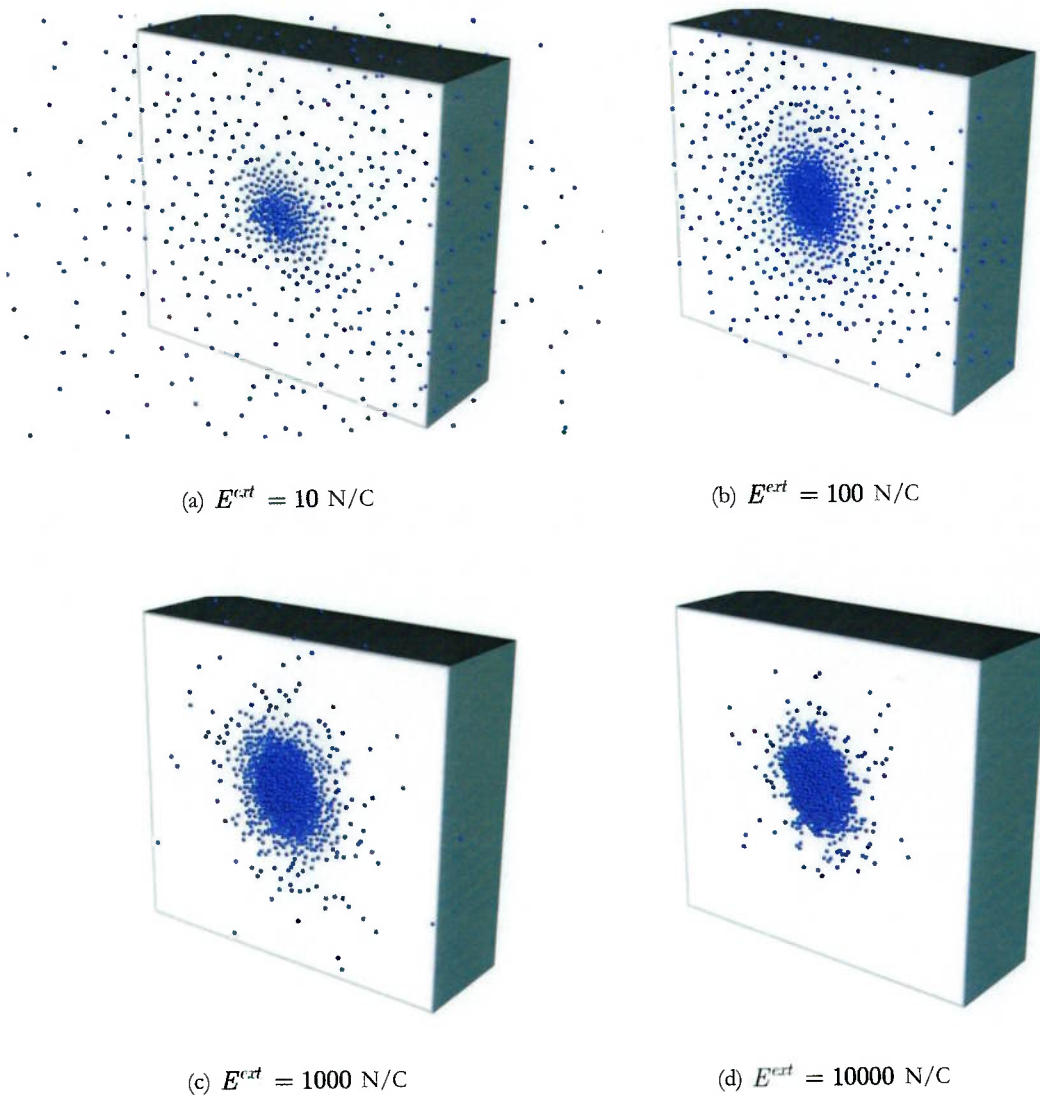 (a) E^{ext} = 10 N/C
(b) E^{ext} = 100 N/C
(c) E^{ext} = 1000 N/C
(d) E^{ext} = 10000 N/C